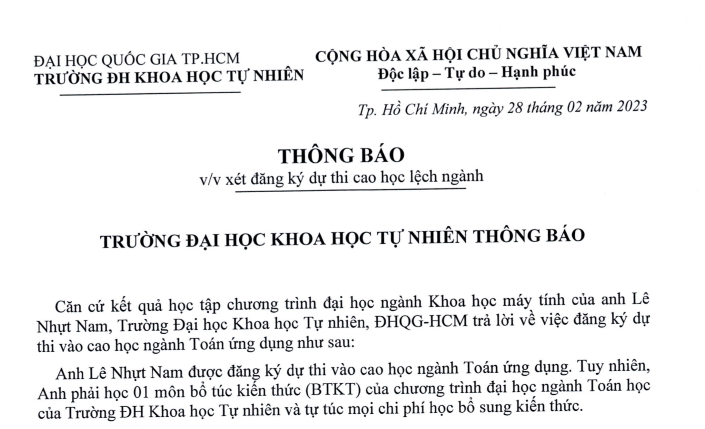 ĐẠI HỌC QUỐC GIA TP.HCM
TRƯỜNG ĐH KHOA HỌC TỰ NHIÊN
CỘNG HÒA XÃ HỘI CHỦ NGHĨA VIỆT NAM
Độc lập – Tự do – Hạnh phúc
Tp. Hồ Chí Minh, ngày 28 tháng 02 năm 2023
THÔNG BÁO
v/v xét đăng ký dự thi cao học lệch ngành
TRƯỜNG ĐẠI HỌC KHOA HỌC TỰ NHIÊN THÔNG BÁO
Căn cứ kết quả học tập chương trình đại học ngành Khoa học máy tính của anh Lê
Nhựt Nam, Trường Đại học Khoa học Tự nhiên, ĐHQG-HCM trả lời về việc đăng ký dự
thi vào cao học ngành Toán ứng dụng như sau:
Anh Lê Nhựt Nam được đăng ký dự thi vào cao học ngành Toán ứng dụng. Tuy nhiên,
Anh phải học 01 môn bổ túc kiến thức (BTKT) của chương trình đại học ngành Toán học
của Trường ĐH Khoa học Tự nhiên và tự túc mọi chi phí học bổ sung kiến thức.